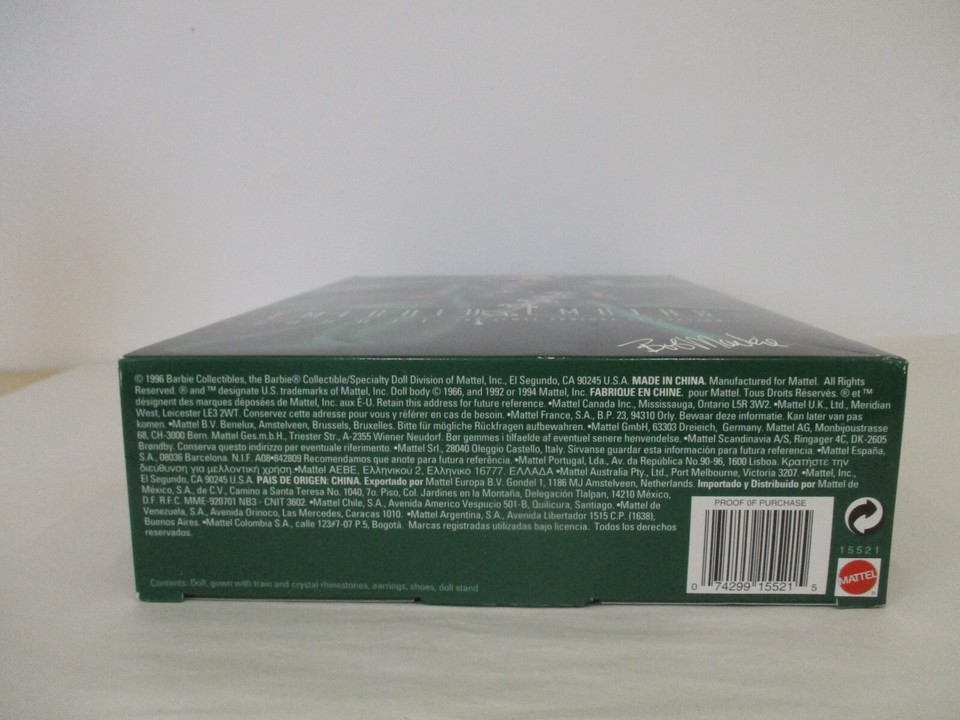 Bob Mackie
© 1996 Barbie Collectibles, the Barbie® Collectible/Specialty Doll Division of Mattel, Inc., El Segundo, CA 90245 U.S.A. MADE IN CHINA. Manufactured for Mattel. All Rights
Reserved. ® and ™ designate U.S. trademarks of Mattel, Inc. Doll body © 1966, and 1992 or 1994 Mattel, Inc. FABRIQUÉ EN CHINE. pour Mattel. Tous Droits Réservés. ® et ™
désignent des marques déposées de Mattel, Inc. aux É-U. Retain this address for future reference. •Mattel Canada Inc., Mississauga, Ontario L5R 3W2. •Mattel U.K., Ltd., Meridian
West, Leicester LE3 2WT. Conservez cette adresse pour vous y référer en cas de besoin. •Mattel France, S.A., B.P. 23, 94310 Orly. Bewaar deze informatie. Kan later van pas
komen. •Mattel B.V. Benelux, Amstelveen, Brussels, Bruxelles. Bitte für mögliche Rückfragen aufbewahren. •Mattel GmbH, 63303 Dreieich, Germany. Mattel AG, Monbijoustrasse
68, CH-3000 Bern. Mattel Ges.m.b.H., Triester Str., A-2355 Wiener Neudorf. Bør gemmes i tilfælde af eventuel senere henvendelse. •Mattel Scandinavia A/S, Ringager 4C, DK-2605
Brøndby. Conserva questo indirizzo per eventuale riferimento. •Mattel Srl., 28040 Oleggio Castello, Italy. Sírvanse guardar esta información para futura referencia. •Mattel España,
S.A., 08036 Barcelona. N.I.F. A08•842809 Recomendamos que anote para futura referência. •Mattel Portugal, Lda., Av. da República No.90-96, 1600 Lisboa. Κρατήστε την
διεύθυνση για μελλοντική χρήση.•Mattel AEBE, Ελληνικού 2, Ελληνικό 16777. ΕΛΛΑΔΑ •Mattel Australia Pty., Ltd., Port Melbourne, Victoria 3207. •Mattel, Inc.,
El Segundo, CA 90245 U.S.A. PAIS DE ORIGEN: CHINA. Exportado por Mattel Europa B.V. Gondel 1, 1186 MJ Amstelveen, Netherlands. Importado y Distribuido por Mattel de
México, S.A., de C.V., Camino a Santa Teresa No. 1040, 7o. Piso, Col. Jardines en la Montaña, Delegación Tlalpan, 14210 México,
D.F. R.F.C. MME-920701 NB3 - CNIT 3602. •Mattel Chile, S.A., Avenida Americo Vespucio 501-B, Quilicura, Santiago. •Mattel de
Venezuela, S.A., Avenida Orinoco, Las Mercedes, Caracas 1010. •Mattel Argentina, S.A., Avenida Libertador 1515 C.P. (1638),
Buenos Aires. •Mattel Colombia S.A., calle 123#7-07 P.5, Bogotá. Marcas registradas utilizadas bajo licencia. Todos los derechos
reservados.
PROOF OF PURCHASE
0 74299 15521 5
15521
MATTEL
Contents: Doll, gown with train and crystal rhinestones, earrings, shoes, doll stand